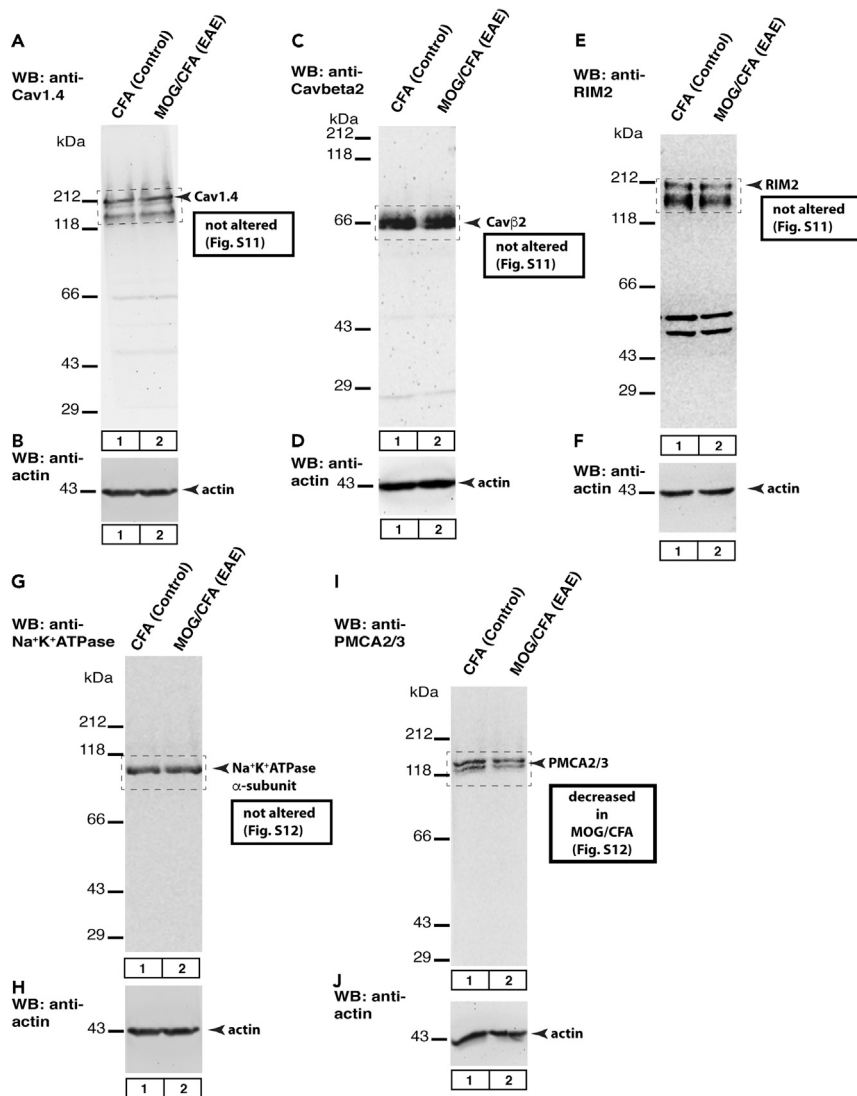 A
WB: anti-
Cav1.4
CFA (Control)
MOG/CFA (EAE)
kDa
212
118
66
43
29
Cav1.4
not altered
(Fig. S11)
1 2
B
WB: anti-
actin
43
actin
1 2
C
WB: anti-
Cavbeta2
CFA (Control)
MOG/CFA (EAE)
kDa
212
118
66
43
29
Cavβ2
not altered
(Fig. S11)
1 2
D
WB: anti-
actin
43
actin
1 2
E
WB: anti-
RIM2
CFA (Control)
MOG/CFA (EAE)
kDa
212
118
66
43
29
RIM2
not altered
(Fig. S11)
1 2
F
WB: anti-
actin
43
actin
1 2
G
WB: anti-
Na⁺K⁺ATPase
CFA (Control)
MOG/CFA (EAE)
kDa
212
118
66
43
29
Na⁺K⁺ATPase
α-subunit
not altered
(Fig. S12)
1 2
H
WB: anti-
actin
43
actin
1 2
I
WB: anti-
PMCA2/3
CFA (Control)
MOG/CFA (EAE)
kDa
212
118
66
43
29
PMCA2/3
decreased
in
MOG/CFA
(Fig. S12)
1 2
J
WB: anti-
actin
43
actin
1 2